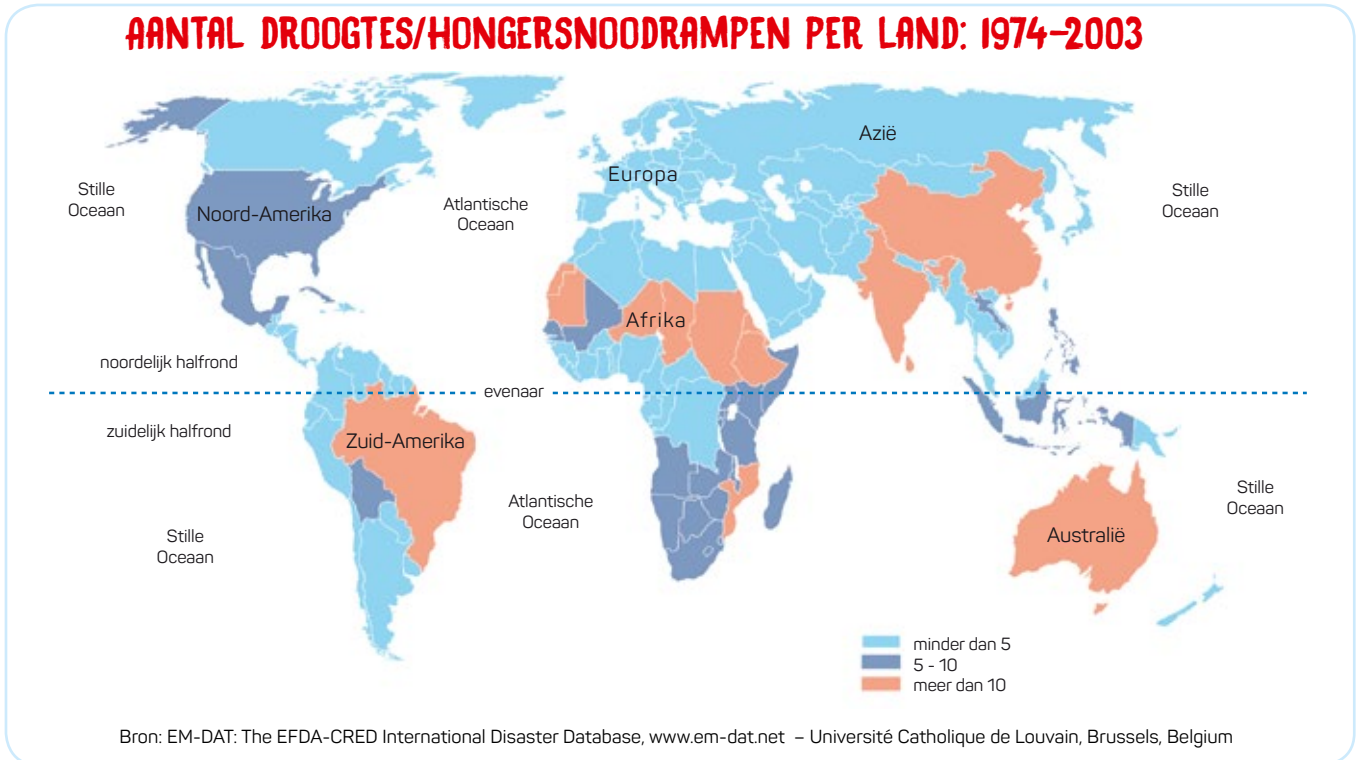 AANTAL DROOGTES/HONGERSNOODRAMPEN PER LAND: 1974–2003
Azië
Europa
Stille
Oceaan
Noord-Amerika
Atlantische
Oceaan
Stille
Oceaan
Afrika
noordelijk halfrond
evenaar
zuidelijk halfrond
Zuid-Amerika
Atlantische
Oceaan
Stille
Oceaan
Stille
Oceaan
Australië
minder dan 5
5 - 10
meer dan 10
Bron: EM-DAT: The EFDA-CRED International Disaster Database, www.em-dat.net – Université Catholique de Louvain, Brussels, Belgium